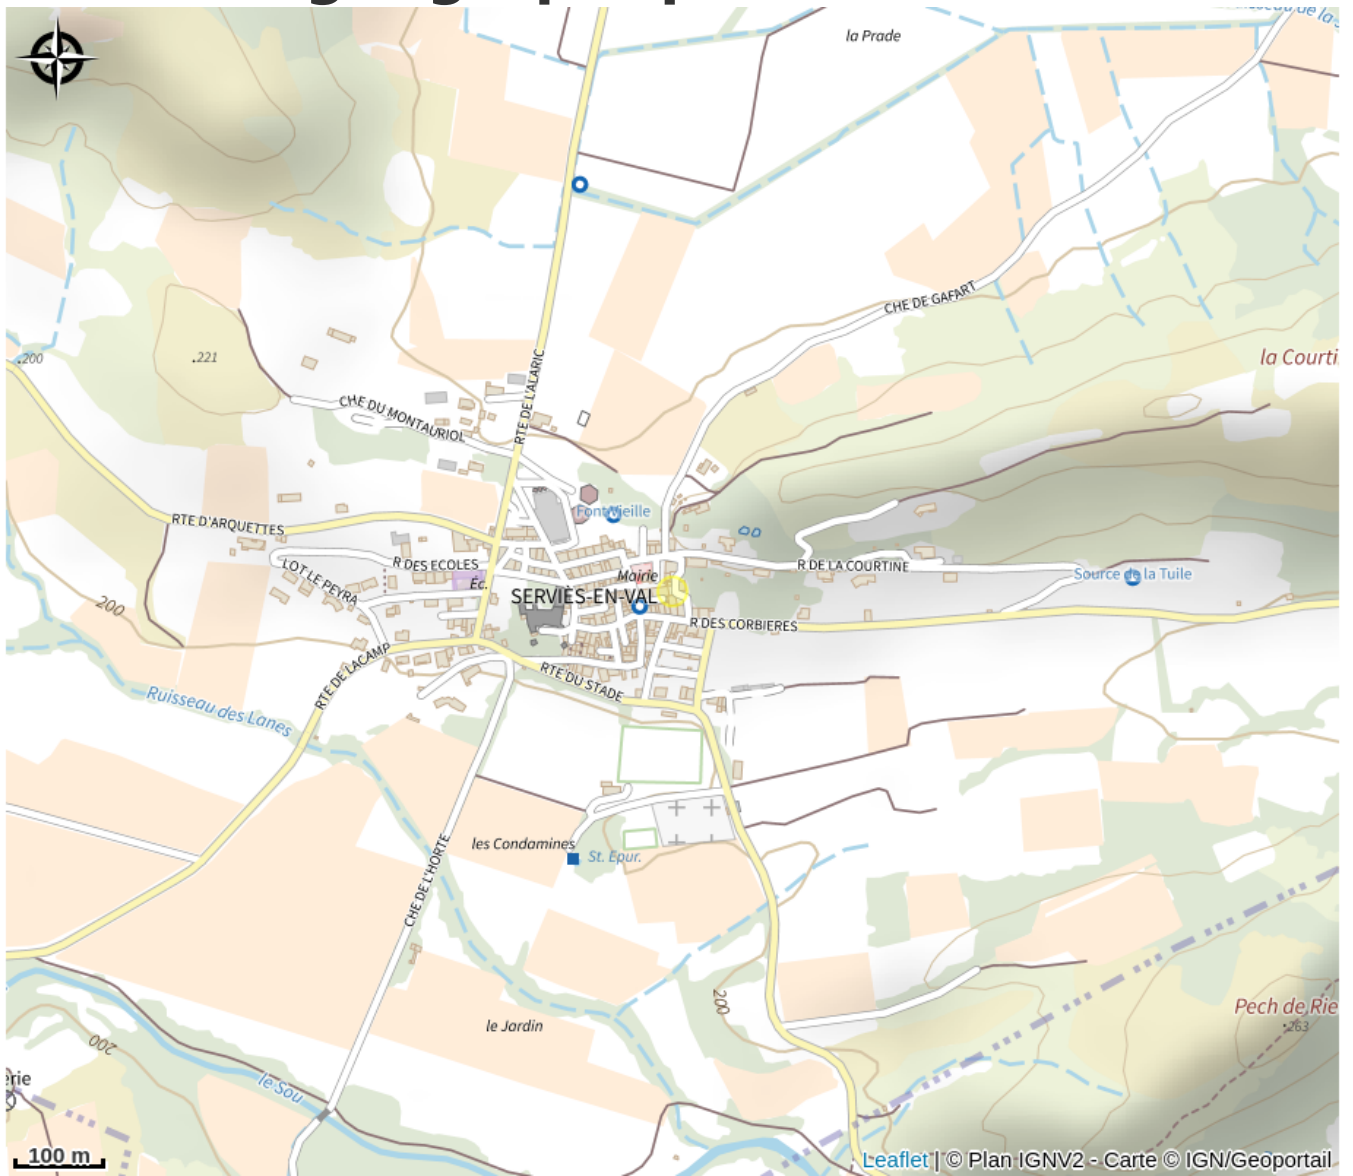 la Prade
CHE DE GAFART
.200
.221
la Courti
RTE DE L'ALARIC
CHE DU MONTAURIOL
Font Vieille
RTE D'ARQUETTES
R DES ECOLES
R DE LA COURTINE
LOT LE PEYRA
Éc.
Mairie
Source de la Tuile
SERVIÈS-EN-VAL
200
R DES CORBIERES
RTE DE LACAMP
RTE DU STADE
Ruisseau des Lanes
les Condamines
St. Epur.
CHE DE L'HORTE
200
Pech de Rie
.263
le Jardin
200
erie
le Sou
100 m
Leaflet | © Plan IGNV2 - Carte © IGN/Geoportail